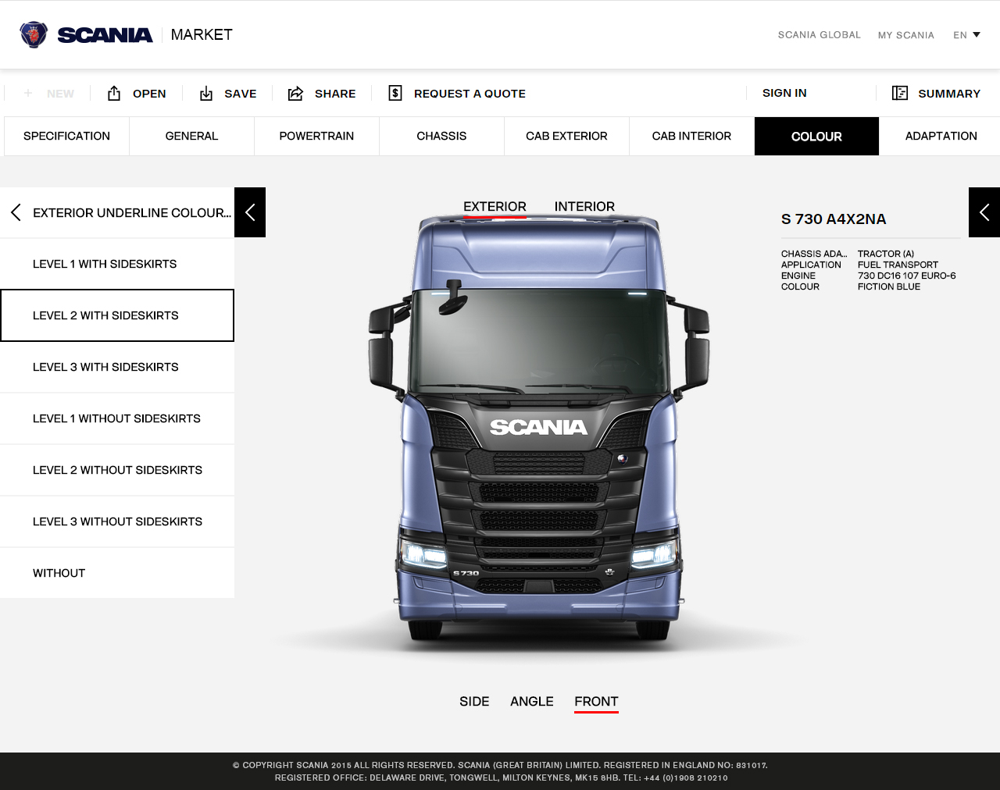 SCANIA MARKET
SCANIA GLOBAL MY SCANIA EN
+ NEW OPEN SAVE SHARE REQUEST A QUOTE SIGN IN SUMMARY
SPECIFICATION GENERAL POWERTRAIN CHASSIS CAB EXTERIOR CAB INTERIOR COLOUR ADAPTATION
EXTERIOR UNDERLINE COLOUR...
LEVEL 1 WITH SIDESKIRTS
LEVEL 2 WITH SIDESKIRTS
LEVEL 3 WITH SIDESKIRTS
LEVEL 1 WITHOUT SIDESKIRTS
LEVEL 2 WITHOUT SIDESKIRTS
LEVEL 3 WITHOUT SIDESKIRTS
WITHOUT
EXTERIOR INTERIOR
SCANIA
S 730
SIDE ANGLE FRONT
S 730 A4X2NA
CHASSIS ADA... TRACTOR (A)
APPLICATION FUEL TRANSPORT
ENGINE 730 DC16 107 EURO-6
COLOUR FICTION BLUE
© COPYRIGHT SCANIA 2015 ALL RIGHTS RESERVED. SCANIA (GREAT BRITAIN) LIMITED. REGISTERED IN ENGLAND NO: 831017.
REGISTERED OFFICE: DELAWARE DRIVE, TONGWELL, MILTON KEYNES, MK15 8HB. TEL: +44 (0)1908 210210